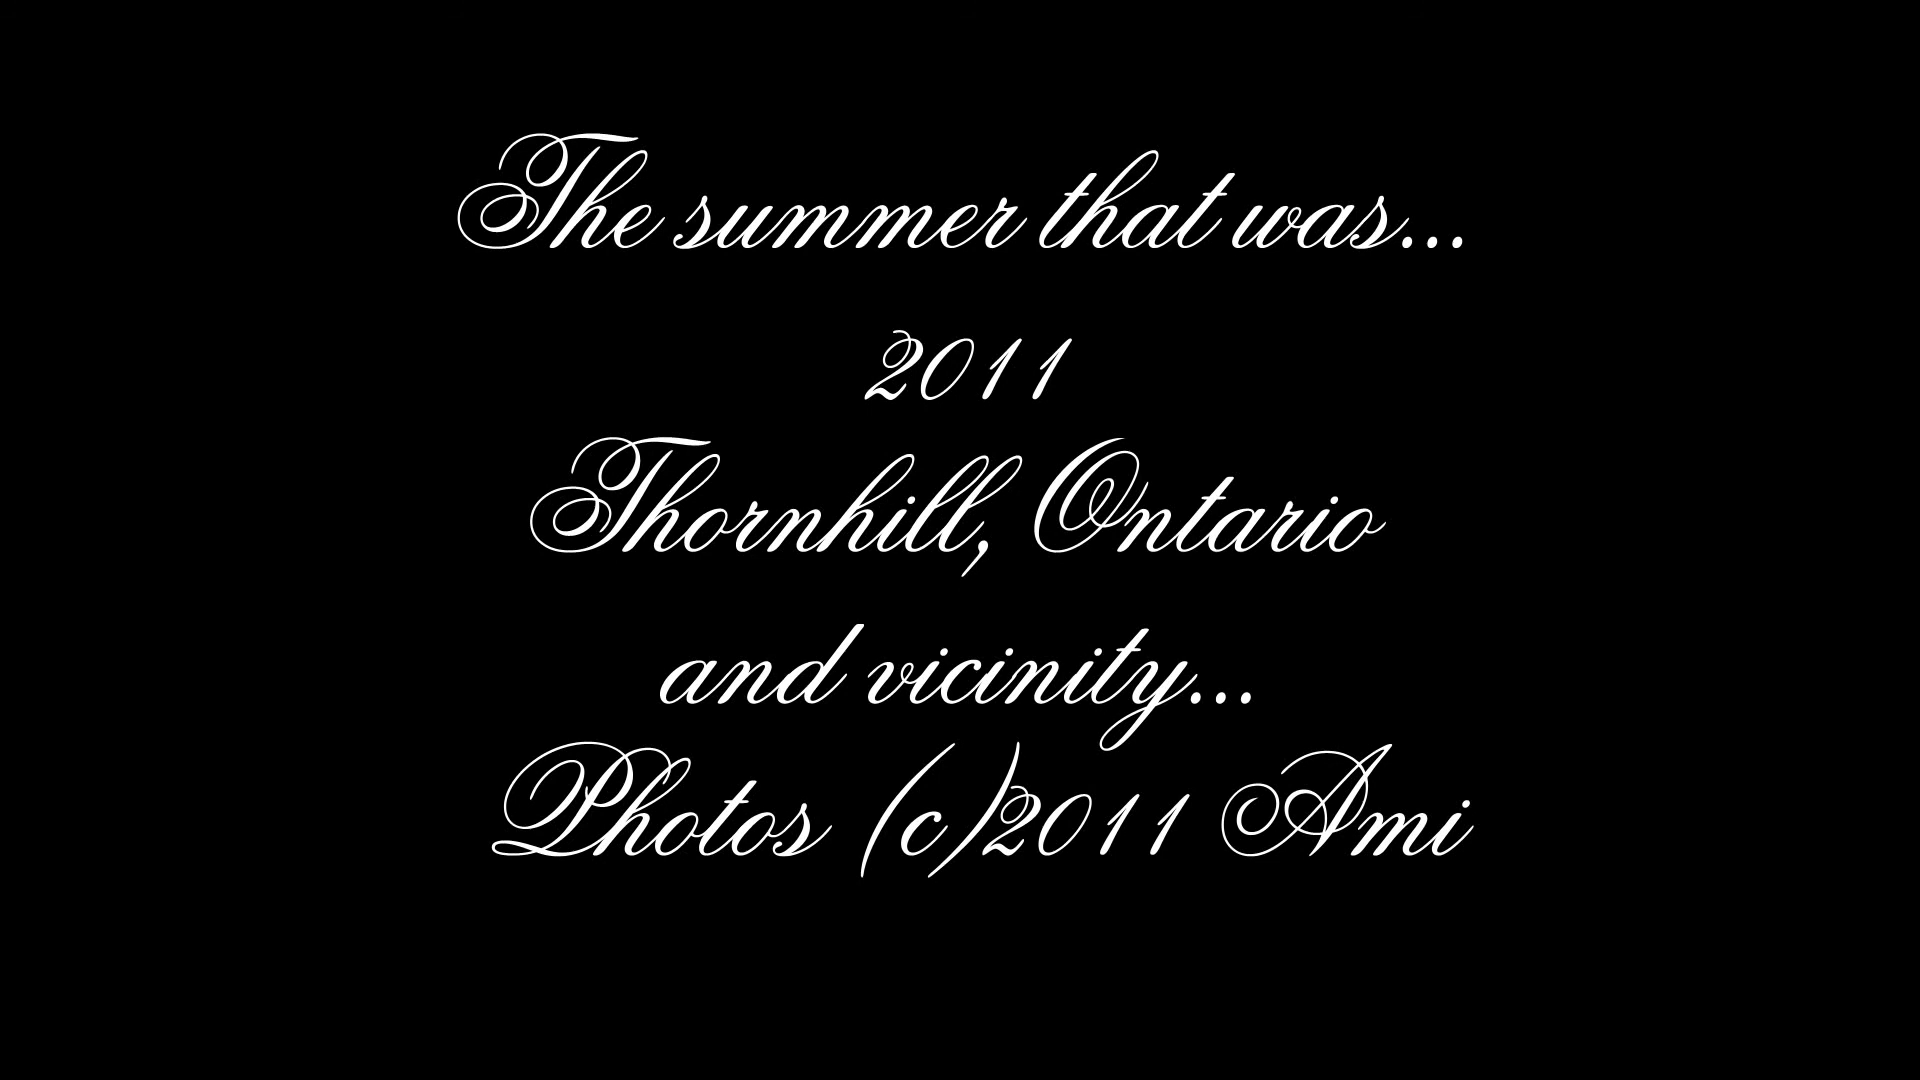 The summer that was...
2011
Thornhill, Ontario
and vicinity...
Photos (c)2011 Ami